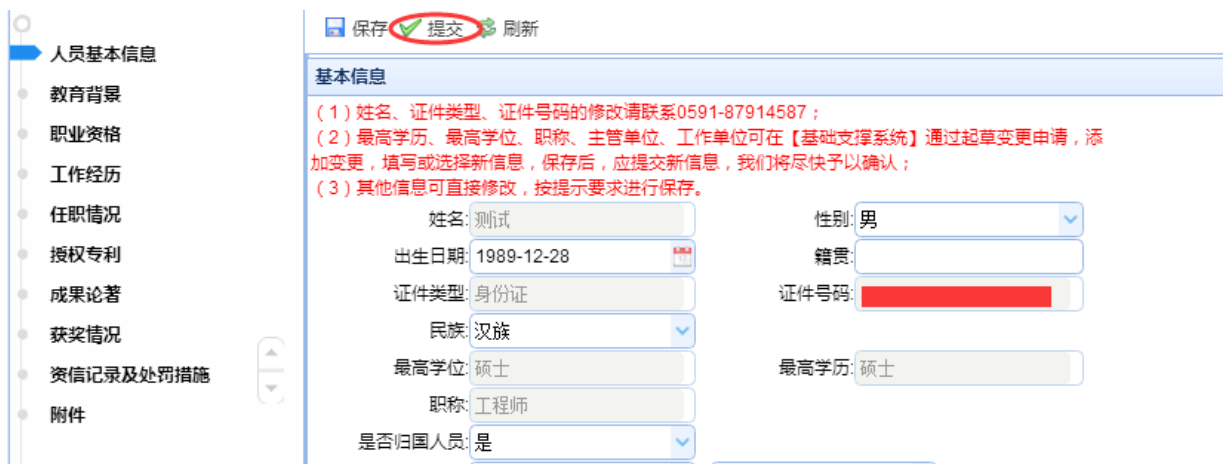 保存 提交 刷新
人员基本信息
教育背景
职业资格
工作经历
任职情况
授权专利
成果论著
获奖情况
资信记录及处罚措施
附件
基本信息
（1）姓名、证件类型、证件号码的修改请联系0591-87914587；
（2）最高学历、最高学位、职称、主管单位、工作单位可在【基础支撑系统】通过起草变更申请，添
加变更，填写或选择新信息，保存后，应提交新信息，我们将尽快予以确认；
（3）其他信息可直接修改，按提示要求进行保存。
姓名: 测试 性别: 男
出生日期: 1989-12-28 籍贯:
证件类型: 身份证 证件号码:
民族: 汉族
最高学位: 硕士 最高学历: 硕士
职称: 工程师
是否归国人员: 是